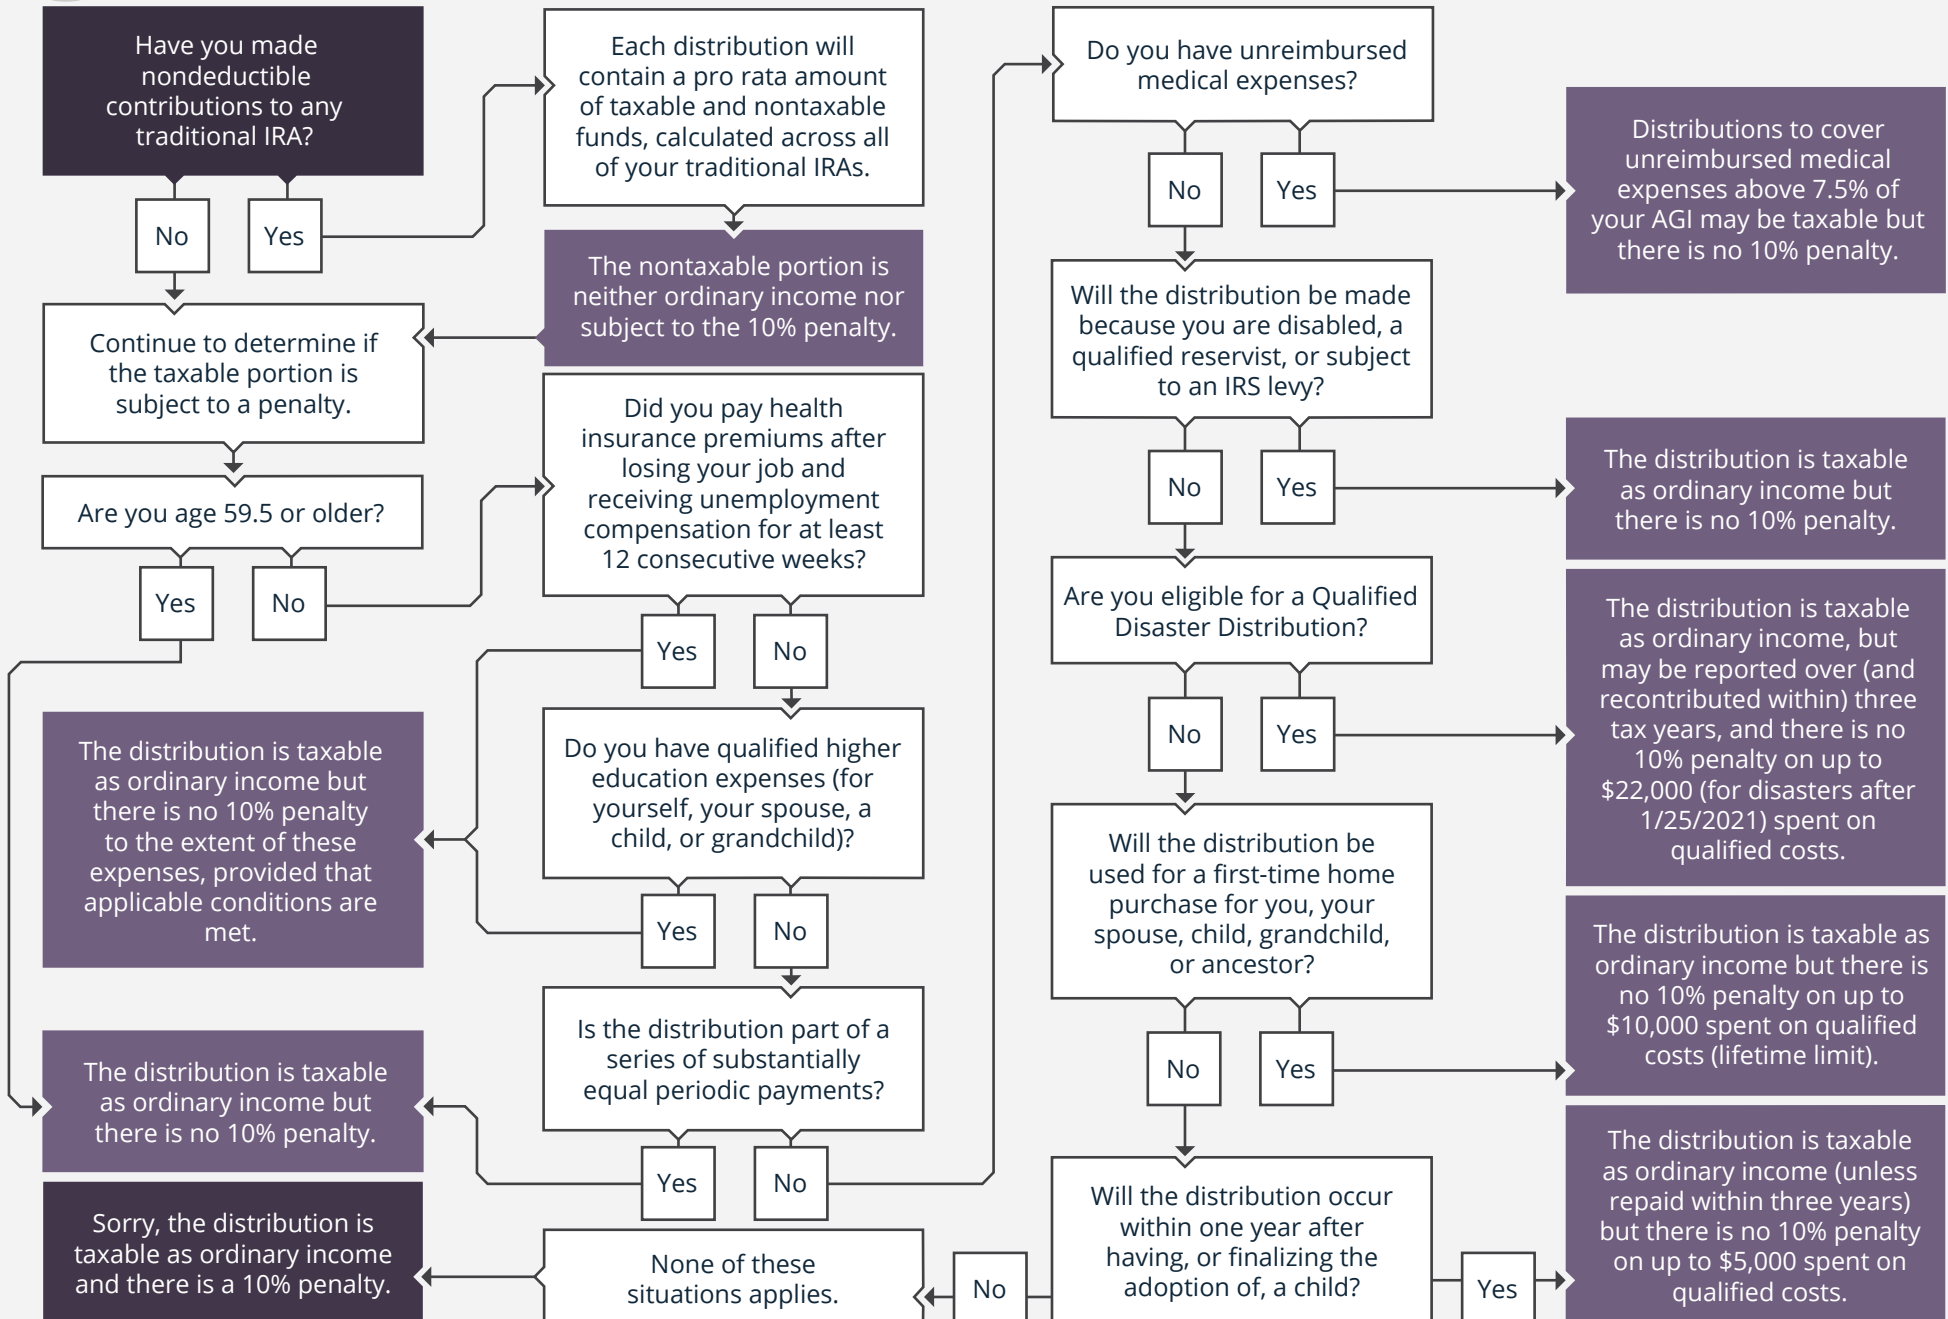 Have you made
nondeductible
contributions to any
traditional IRA?
No
Yes
Each distribution will
contain a pro rata amount
of taxable and nontaxable
funds, calculated across all
of your traditional IRAs.
The nontaxable portion is
neither ordinary income nor
subject to the 10% penalty.
Continue to determine if
the taxable portion is
subject to a penalty.
Are you age 59.5 or older?
Yes
No
Did you pay health
insurance premiums after
losing your job and
receiving unemployment
compensation for at least
12 consecutive weeks?
Yes
No
The distribution is taxable
as ordinary income but
there is no 10% penalty
to the extent of these
expenses, provided that
applicable conditions are
met.
Do you have qualified higher
education expenses (for
yourself, your spouse, a
child, or grandchild)?
Yes
No
Is the distribution part of a
series of substantially
equal periodic payments?
Yes
No
The distribution is taxable
as ordinary income but
there is no 10% penalty.
Do you have unreimbursed
medical expenses?
No
Yes
Distributions to cover
unreimbursed medical
expenses above 7.5% of
your AGI may be taxable but
there is no 10% penalty.
Will the distribution be made
because you are disabled, a
qualified reservist, or subject
to an IRS levy?
No
Yes
The distribution is taxable
as ordinary income but
there is no 10% penalty.
Are you eligible for a Qualified
Disaster Distribution?
No
Yes
The distribution is taxable
as ordinary income, but
may be reported over (and
recontributed within) three
tax years, and there is no
10% penalty on up to
$22,000 (for disasters after
1/25/2021) spent on
qualified costs.
Will the distribution be
used for a first-time home
purchase for you, your
spouse, child, grandchild,
or ancestor?
No
Yes
The distribution is taxable as
ordinary income but there is
no 10% penalty on up to
$10,000 spent on qualified
costs (lifetime limit).
Will the distribution occur
within one year after
having, or finalizing the
adoption of, a child?
No
Yes
The distribution is taxable
as ordinary income (unless
repaid within three years)
but there is no 10% penalty
on up to $5,000 spent on
qualified costs.
None of these
situations applies.
Sorry, the distribution is
taxable as ordinary income
and there is a 10% penalty.